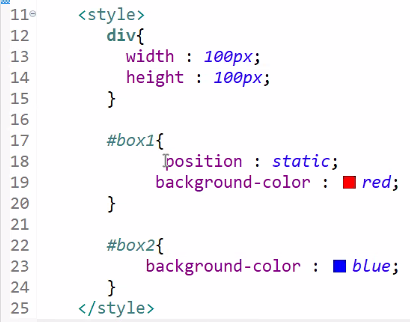 11 <style>
12 div{
13 width : 100px;
14 height : 100px;
15 }
16
17 #box1{
18 position : static;
19 background-color : red;
20 }
21
22 #box2{
23 background-color : blue;
24 }
25 </style>